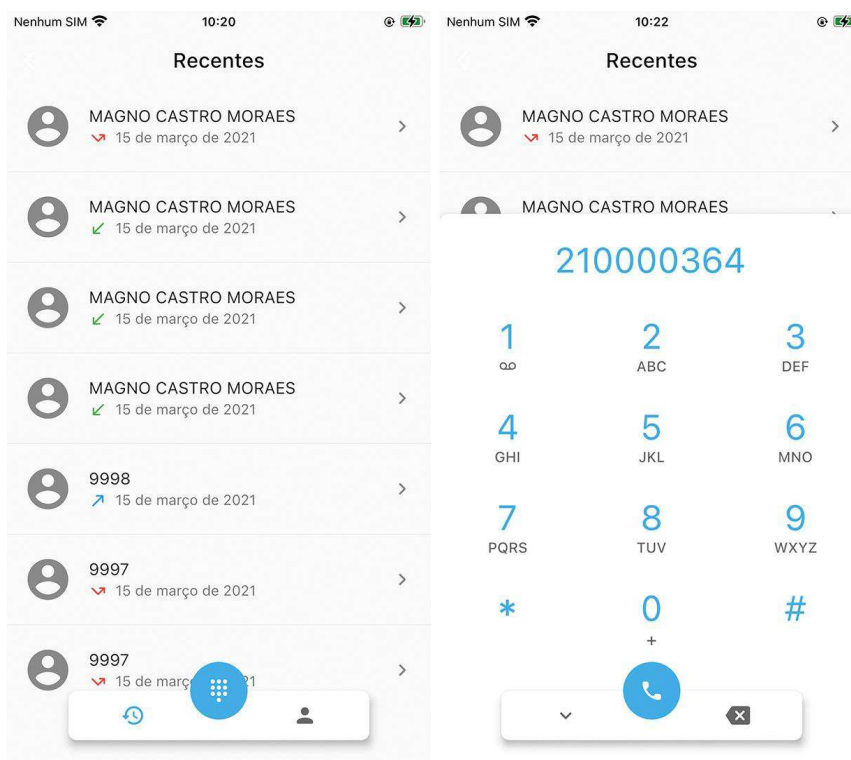 Nenhum SIM
10:20
Recentes
MAGNO CASTRO MORAES
15 de março de 2021
MAGNO CASTRO MORAES
15 de março de 2021
MAGNO CASTRO MORAES
15 de março de 2021
MAGNO CASTRO MORAES
15 de março de 2021
9998
15 de março de 2021
9997
15 de março de 2021
9997
15 de março 21
Nenhum SIM
10:22
Recentes
MAGNO CASTRO MORAES
15 de março de 2021
MAGNO CASTRO MORAES
210000364
1 2 3
ABC DEF
4 5 6
GHI JKL MNO
7 8 9
PQRS TUV WXYZ
* 0 #
+